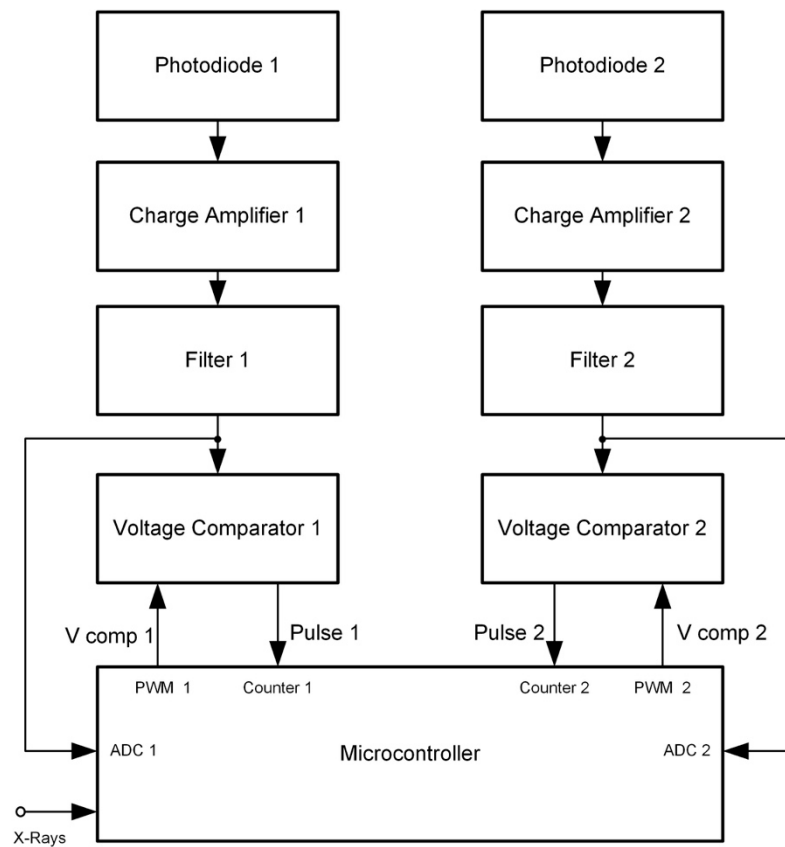 Photodiode 1
Photodiode 2
Charge Amplifier 1
Charge Amplifier 2
Filter 1
Filter 2
Voltage Comparator 1
Voltage Comparator 2
V comp 1
Pulse 1
Pulse 2
V comp 2
PWM 1
Counter 1
Counter 2
PWM 2
ADC 1
Microcontroller
ADC 2
X-Rays